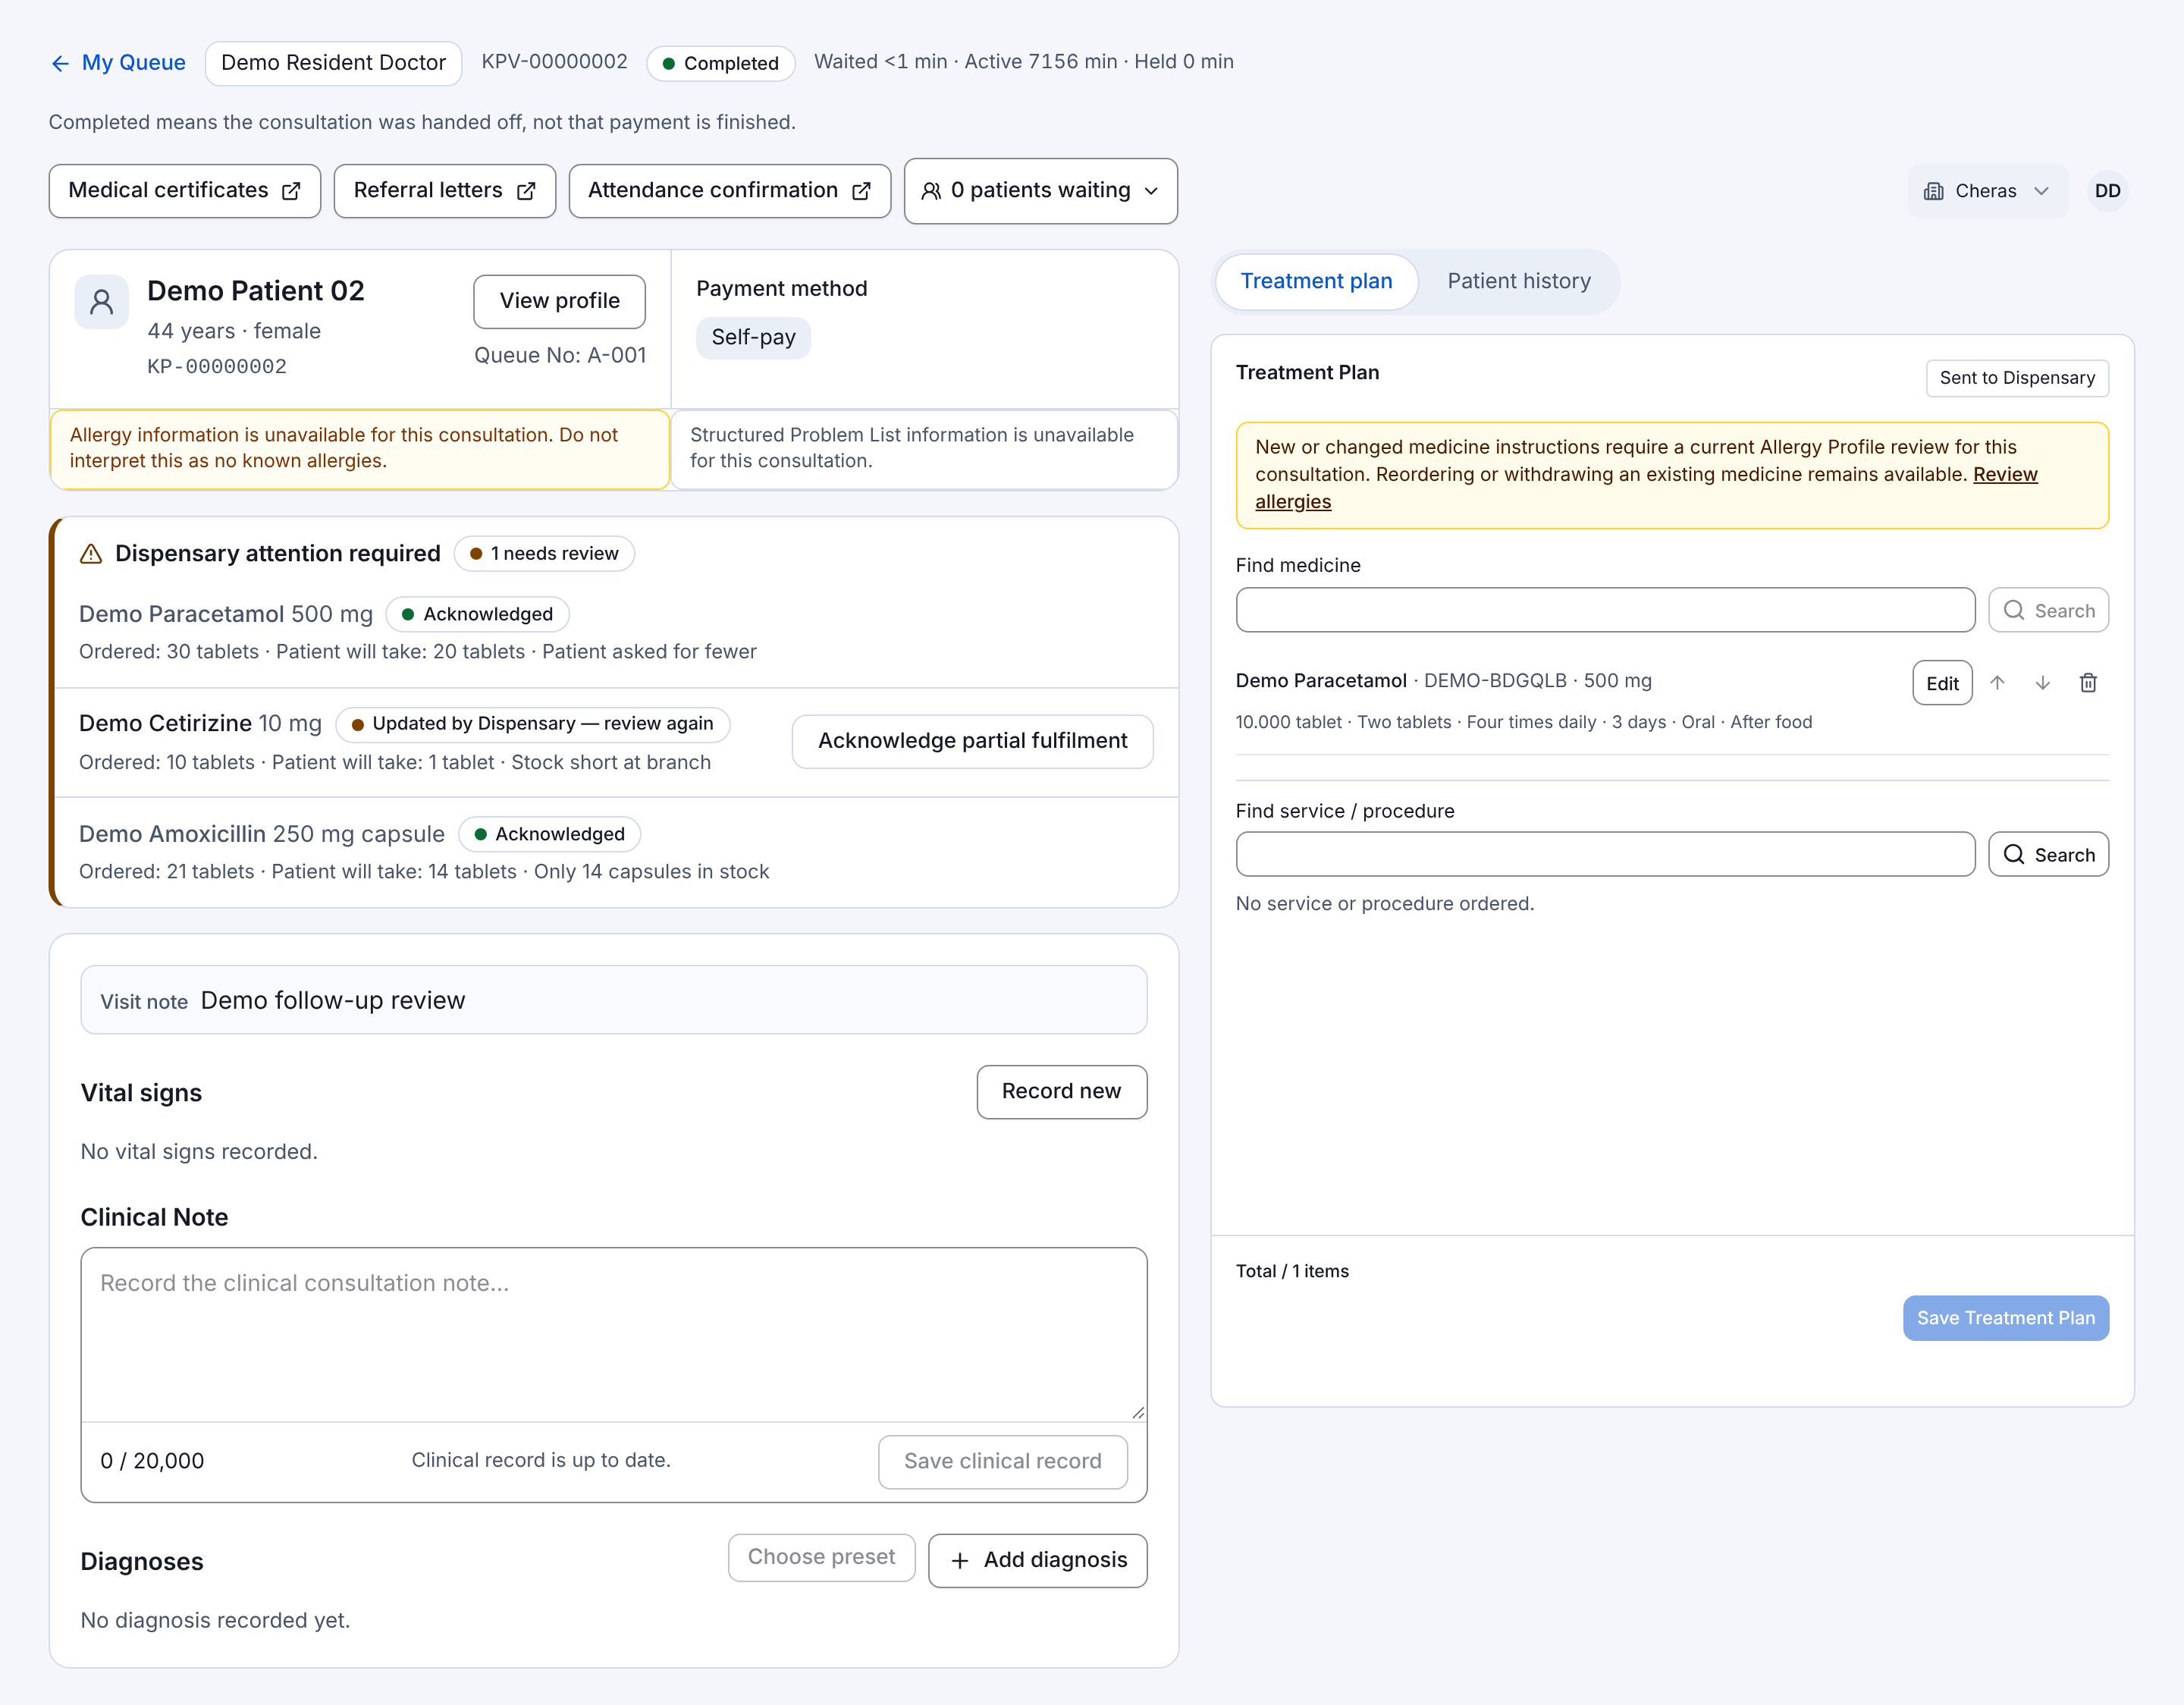 My Queue
Demo Resident Doctor
KPV-00000002
Completed
Waited <1 min · Active 7156 min · Held 0 min
Completed means the consultation was handed off, not that payment is finished.
Medical certificates
Referral letters
Attendance confirmation
0 patients waiting
Cheras
DD
Demo Patient 02
44 years · female
KP-00000002
View profile
Queue No: A-001
Payment method
Self-pay
Allergy information is unavailable for this consultation. Do not
interpret this as no known allergies.
Structured Problem List information is unavailable
for this consultation.
Dispensary attention required
1 needs review
Demo Paracetamol 500 mg
Acknowledged
Ordered: 30 tablets · Patient will take: 20 tablets · Patient asked for fewer
Demo Cetirizine 10 mg
Updated by Dispensary — review again
Ordered: 10 tablets · Patient will take: 1 tablet · Stock short at branch
Acknowledge partial fulfilment
Demo Amoxicillin 250 mg capsule
Acknowledged
Ordered: 21 tablets · Patient will take: 14 tablets · Only 14 capsules in stock
Visit note Demo follow-up review
Vital signs
Record new
No vital signs recorded.
Clinical Note
Record the clinical consultation note...
0 / 20,000
Clinical record is up to date.
Save clinical record
Diagnoses
Choose preset
Add diagnosis
No diagnosis recorded yet.
Treatment plan
Patient history
Treatment Plan
Sent to Dispensary
New or changed medicine instructions require a current Allergy Profile review for this
consultation. Reordering or withdrawing an existing medicine remains available. Review
allergies
Find medicine
Search
Demo Paracetamol · DEMO-BDGQLB · 500 mg
Edit
10.000 tablet · Two tablets · Four times daily · 3 days · Oral · After food
Find service / procedure
Search
No service or procedure ordered.
Total / 1 items
Save Treatment Plan